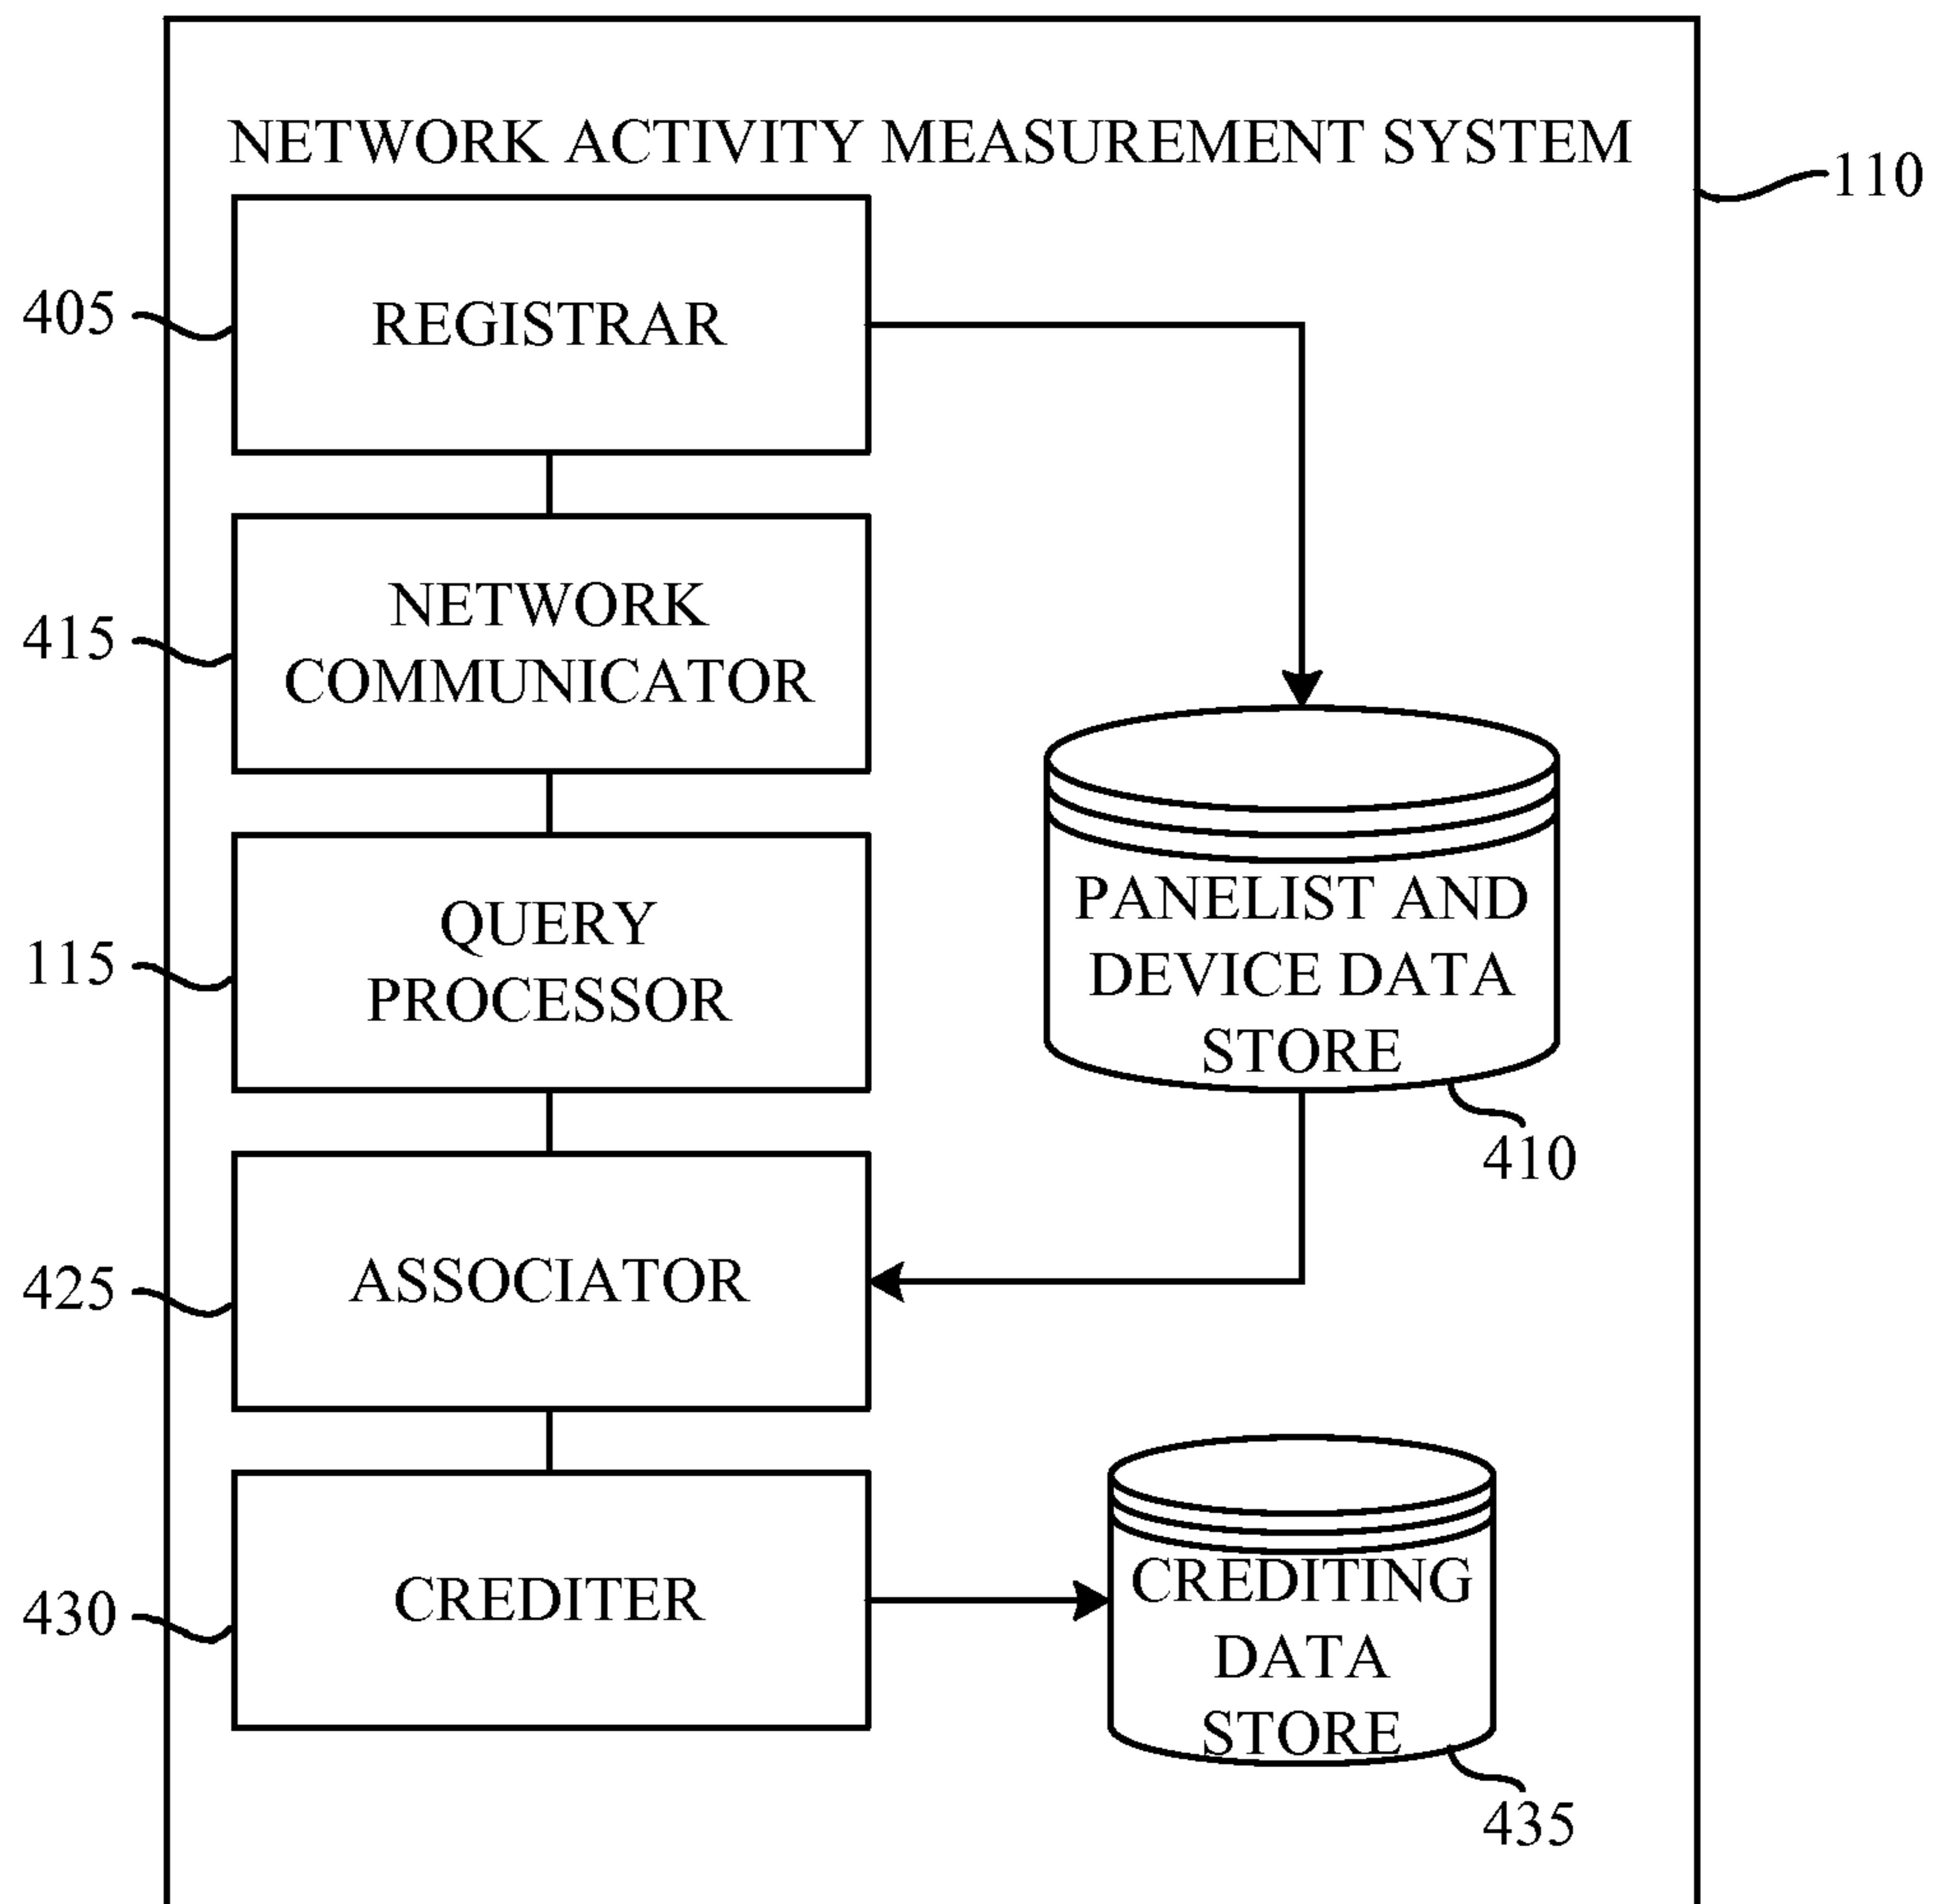 NETWORK ACTIVITY MEASUREMENT SYSTEM
110
405
REGISTRAR
415
NETWORK
COMMUNICATOR
115
QUERY
PROCESSOR
PANELIST AND
DEVICE DATA
STORE
410
425
ASSOCIATOR
430
CREDITER
CREDITING
DATA
STORE
435